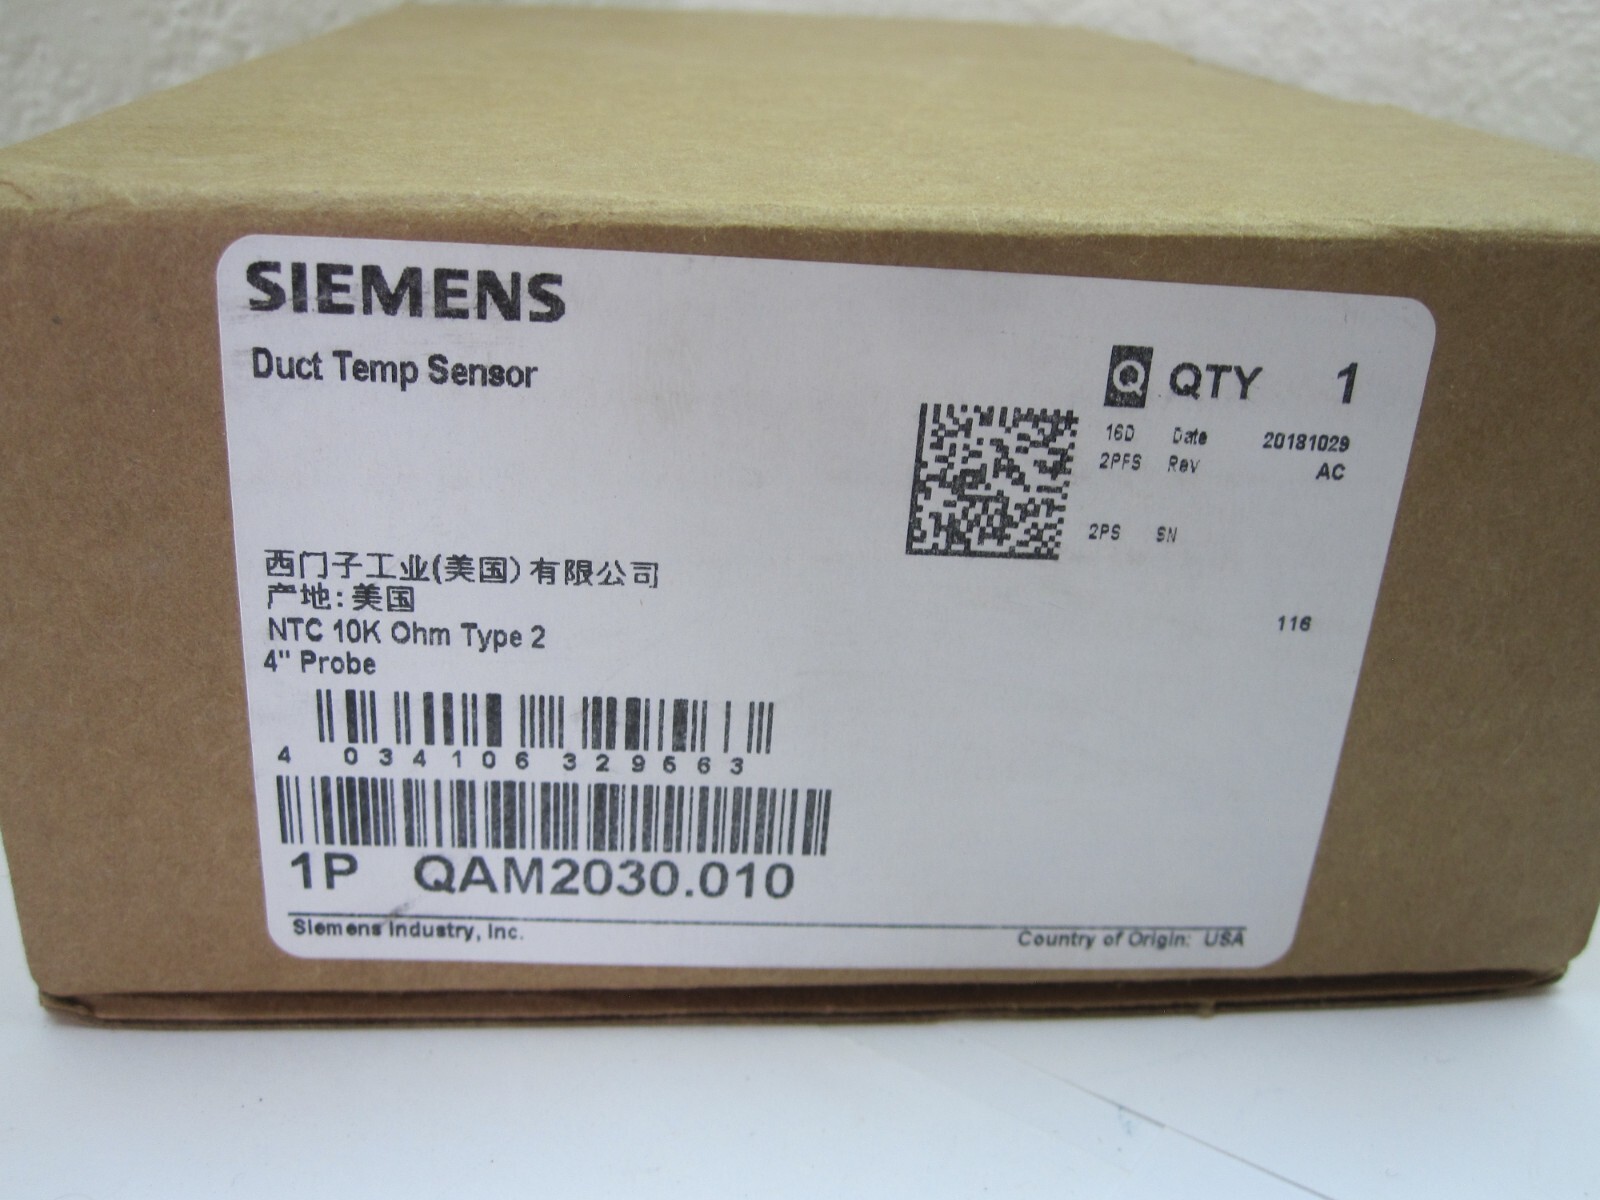 SIEMENS
Duct Temp Sensor
Q QTY 1
16D Date 20181029
2PFS Rev AC
2PS SN
西门子工业(美国)有限公司
产地:美国
NTC 10K Ohm Type 2
4" Probe
116
4 034106 329663
1P QAM2030.010
Siemens Industry, Inc.
Country of Origin: USA